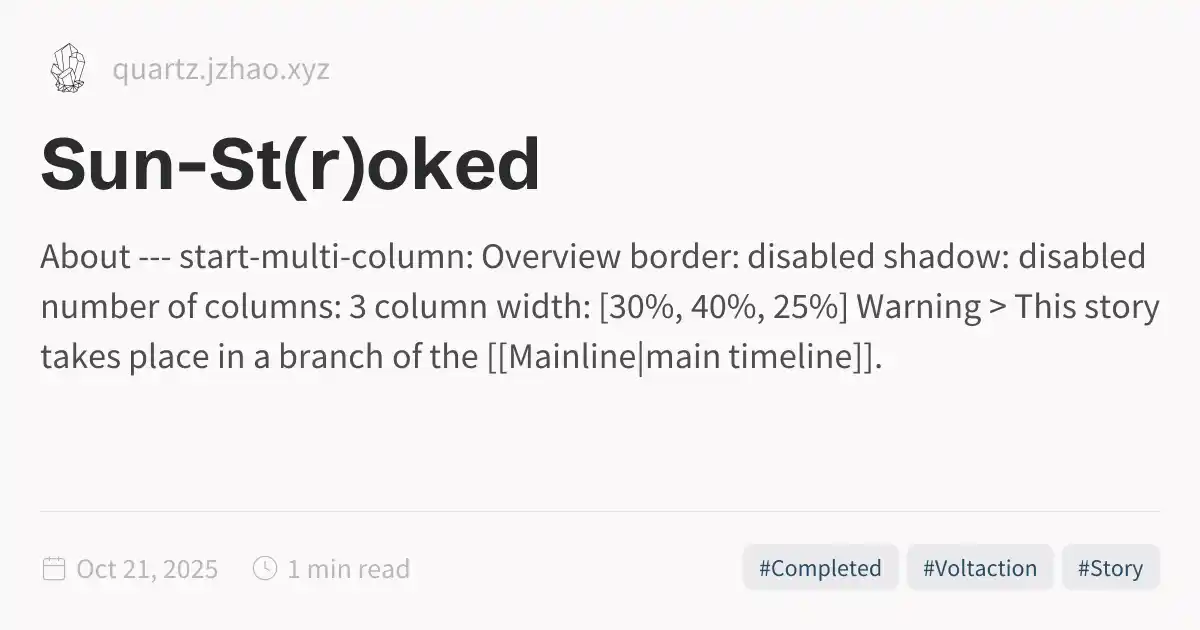 quartz.jzhao.xyz
Sun-St(r)oked
About --- start-multi-column: Overview border: disabled shadow: disabled
number of columns: 3 column width: [30%, 40%, 25%] Warning > This story
takes place in a branch of the [[Mainline|main timeline]].
Oct 21, 2025 1 min read #Completed #Voltaction #Story